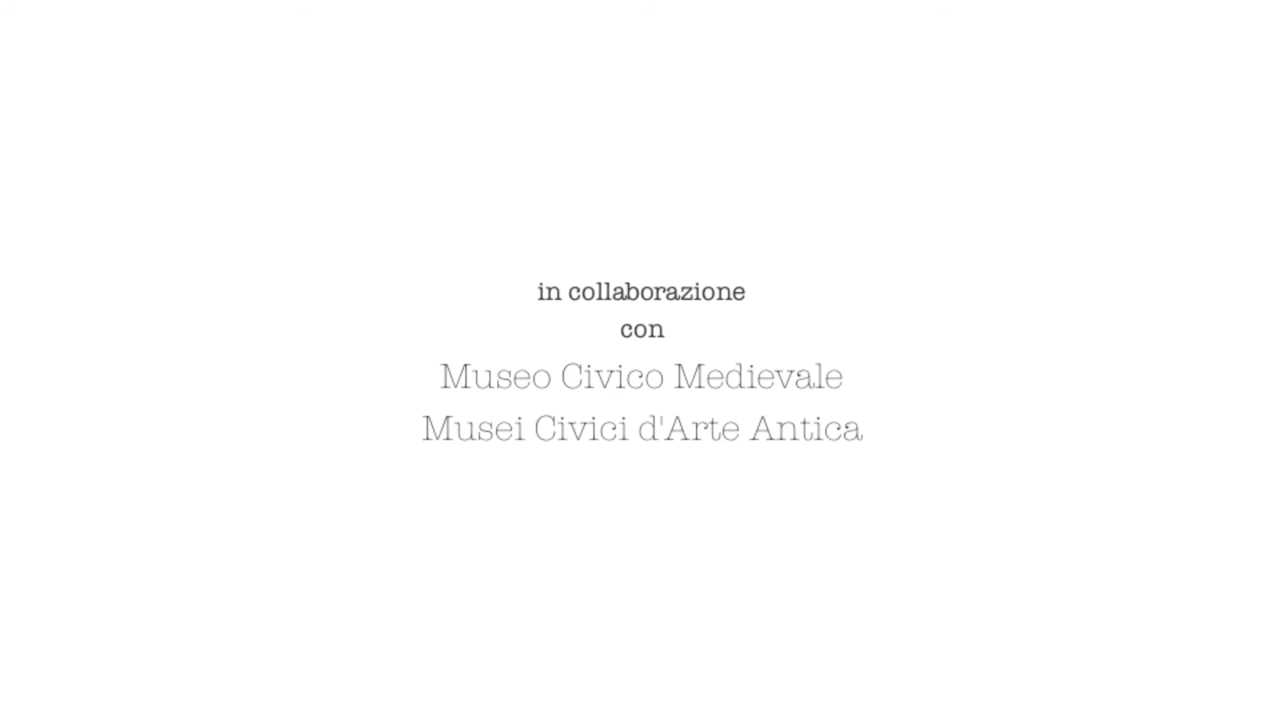 in collaborazione
con
Museo Civico Medievale
Musei Civici d'Arte Antica